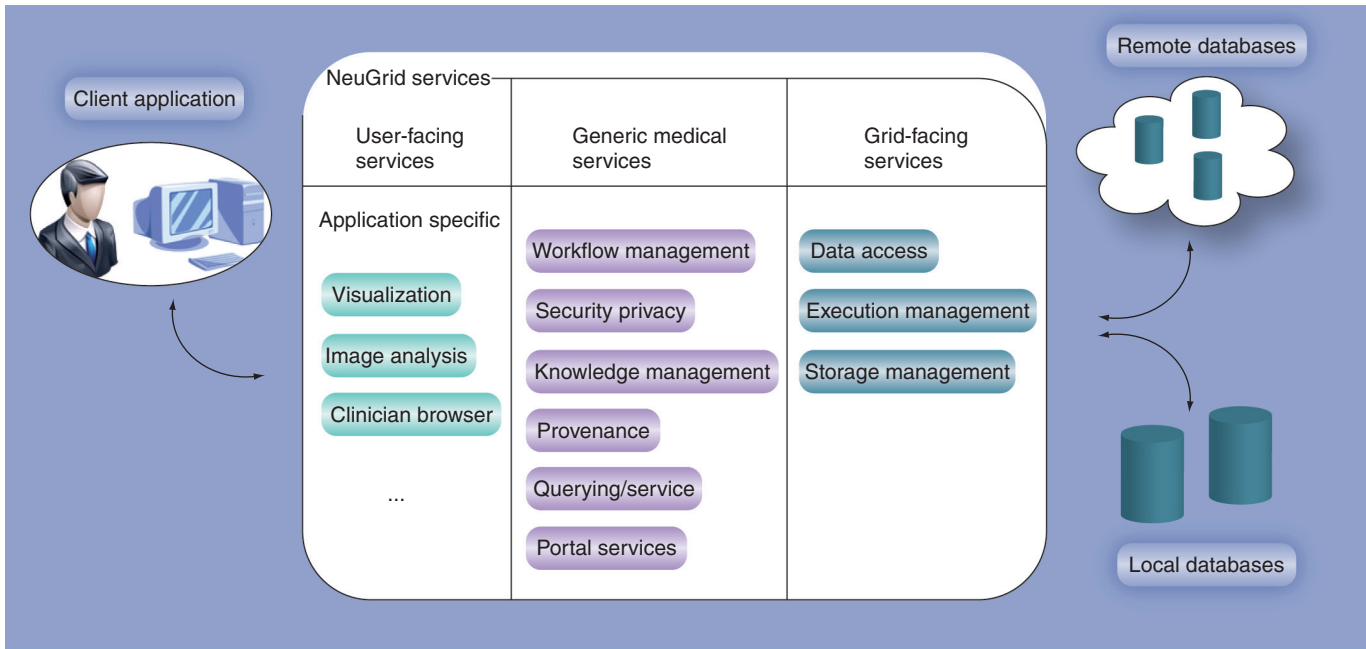 Client application
NeuGrid services
User-facing
services
Generic medical
services
Grid-facing
services
Application specific
Visualization
Image analysis
Clinician browser
...
Workflow management
Security privacy
Knowledge management
Provenance
Querying/service
Portal services
Data access
Execution management
Storage management
Remote databases
Local databases